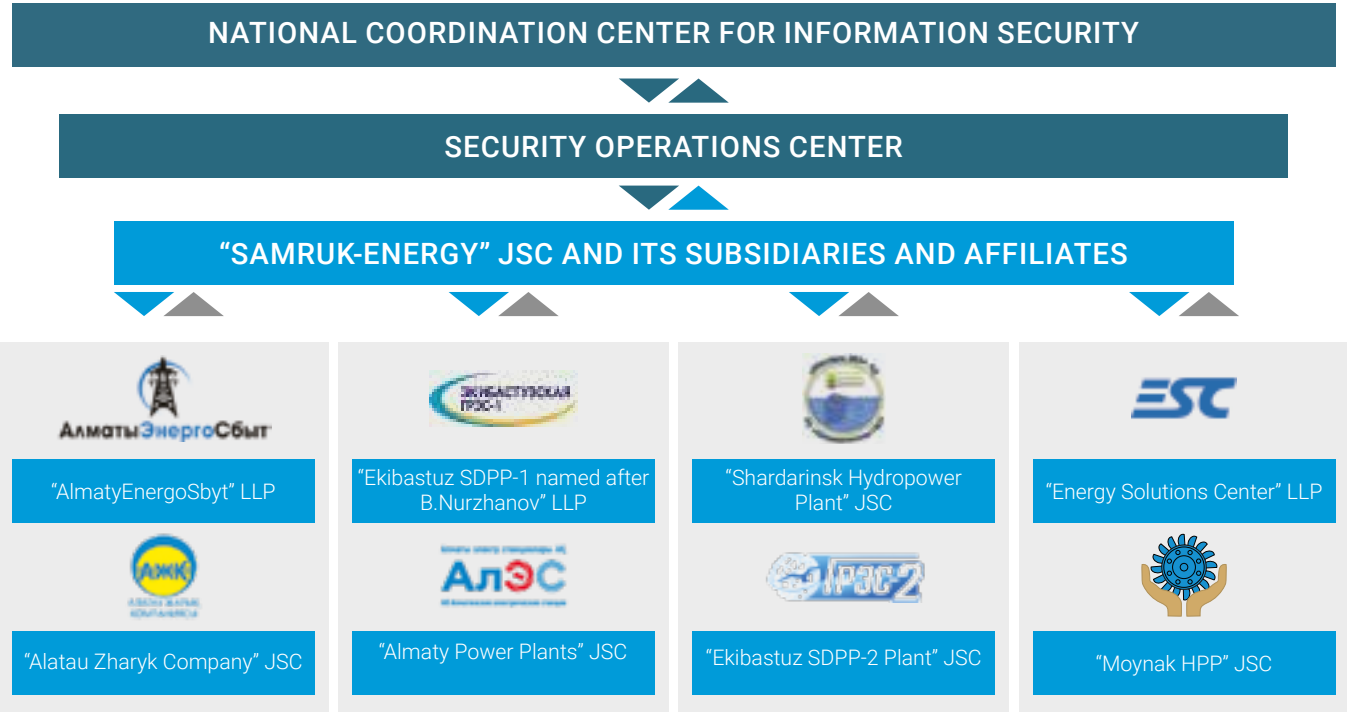 NATIONAL COORDINATION CENTER FOR INFORMATION SECURITY
SECURITY OPERATIONS CENTER
“SAMRUK-ENERGY” JSC AND ITS SUBSIDIARIES AND AFFILIATES
АлматыЭнергоСбыт
“AlmatyEnergoSbyt” LLP
ЭКИБАСТУЗСКАЯ
ГРЭС-1
“Ekibastuz SDPP-1 named after
B.Nurzhanov” LLP
“Shardarinsk Hydropower
Plant” JSC
ESC
“Energy Solutions Center” LLP
АЖК
“Alatau Zharyk Company” JSC
АлЭС
“Almaty Power Plants” JSC
ГРЭС2
“Ekibastuz SDPP-2 Plant” JSC
“Moynak HPP” JSC